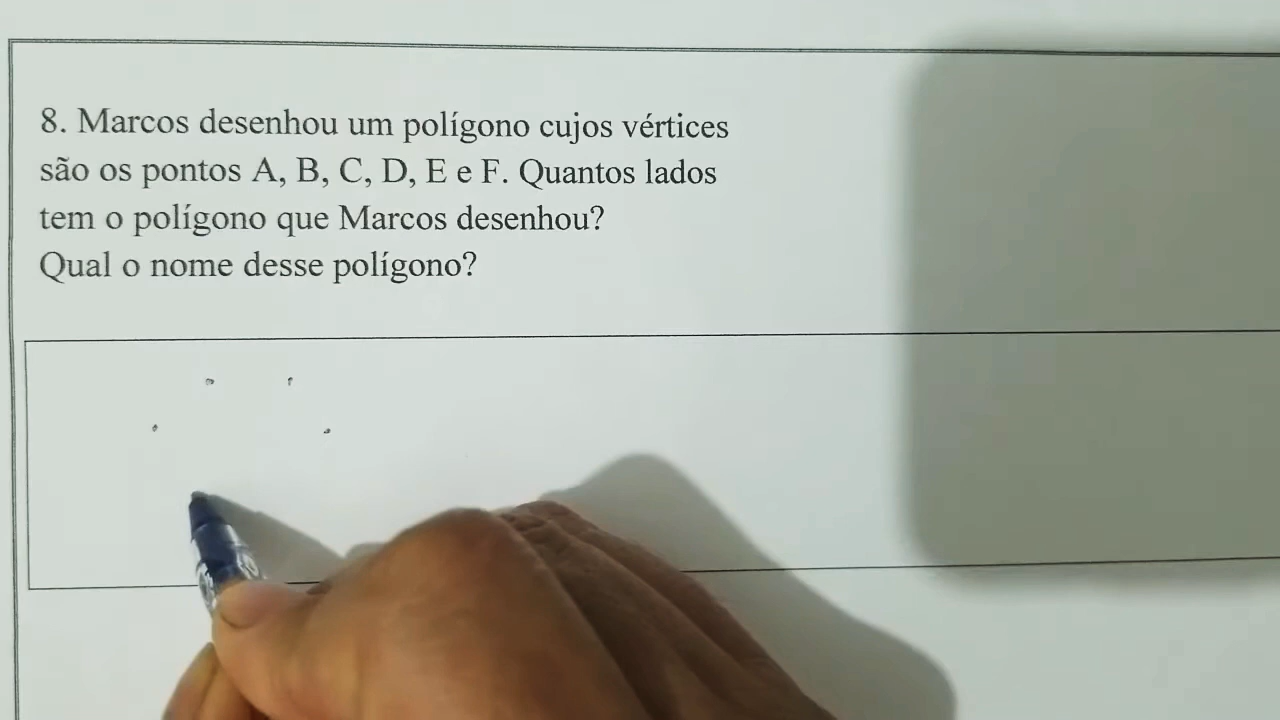 8. Marcos desenhou um polígono cujos vértices
são os pontos A, B, C, D, E e F. Quantos lados
tem o polígono que Marcos desenhou?
Qual o nome desse polígono?